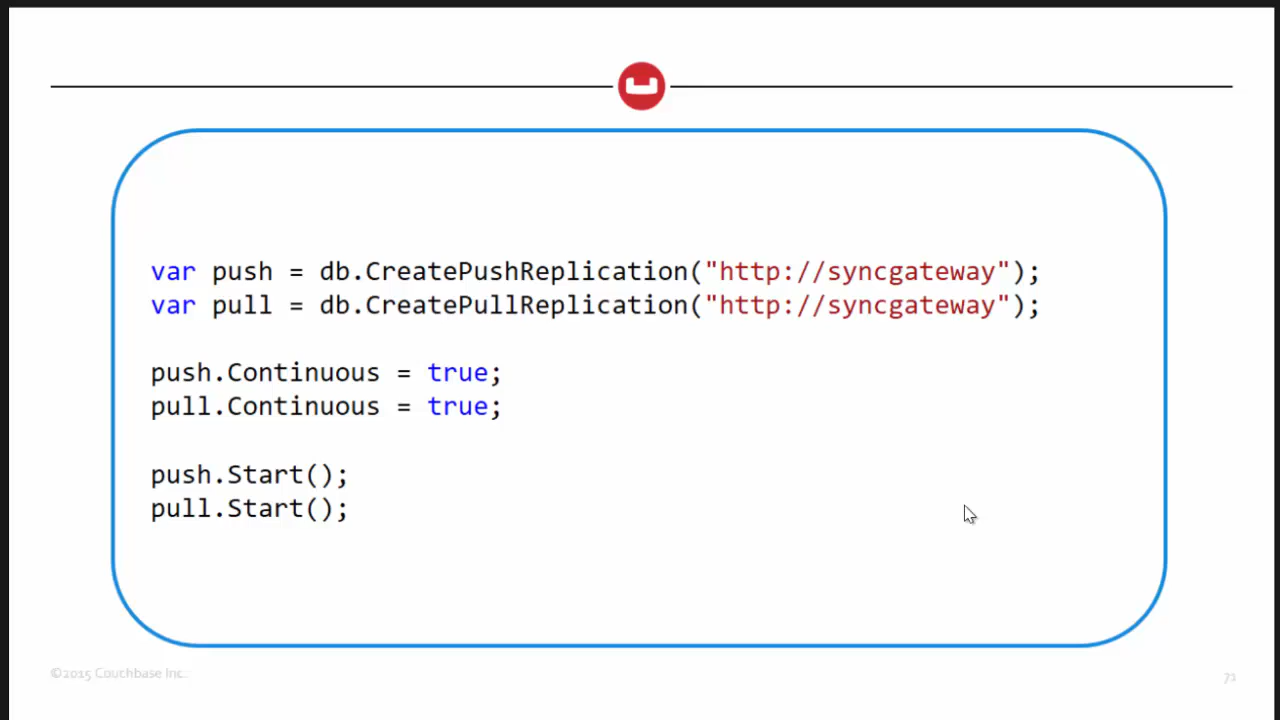 var push = db.CreatePushReplication("http://syncgateway");
var pull = db.CreatePullReplication("http://syncgateway");
push.Continuous = true;
pull.Continuous = true;
push.Start();
pull.Start();
©2015 Couchbase Inc.
71